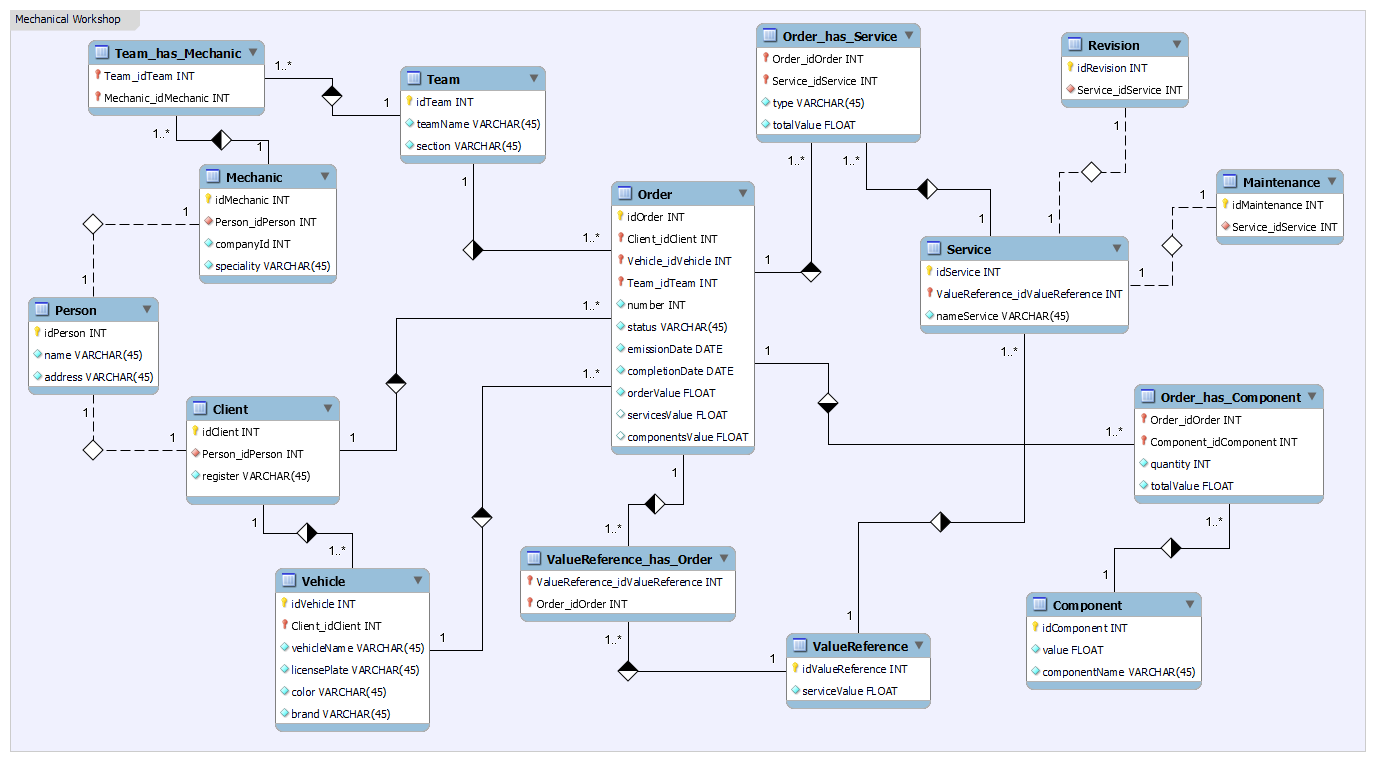 Mechanical Workshop
Team_has_Mechanic
Team_idTeam INT
Mechanic_idMechanic INT
1..*
1
1..*
1
Team
idTeam INT
teamName VARCHAR(45)
section VARCHAR(45)
1
1..*
Order_has_Service
Order_idOrder INT
Service_idService INT
type VARCHAR(45)
totalValue FLOAT
1..*
1..*
1
1
Revision
idRevision INT
Service_idService INT
1
1
Maintenance
idMaintenance INT
Service_idService INT
1
1
Mechanic
idMechanic INT
Person_idPerson INT
companyId INT
speciality VARCHAR(45)
1
1
Order
idOrder INT
Client_idClient INT
Vehicle_idVehicle INT
Team_idTeam INT
number INT
status VARCHAR(45)
emissionDate DATE
completionDate DATE
orderValue FLOAT
servicesValue FLOAT
componentsValue FLOAT
Service
idService INT
ValueReference_idValueReference INT
nameService VARCHAR(45)
1..*
1
Person
idPerson INT
name VARCHAR(45)
address VARCHAR(45)
1
1
1..*
1
1..*
1
1
1..*
Client
idClient INT
Person_idPerson INT
register VARCHAR(45)
1
1..*
Order_has_Component
Order_idOrder INT
Component_idComponent INT
quantity INT
totalValue FLOAT
1..*
1
1
1..*
ValueReference_has_Order
ValueReference_idValueReference INT
Order_idOrder INT
1..*
1
Vehicle
idVehicle INT
Client_idClient INT
vehicleName VARCHAR(45)
licensePlate VARCHAR(45)
color VARCHAR(45)
brand VARCHAR(45)
ValueReference
idValueReference INT
serviceValue FLOAT
Component
idComponent INT
value FLOAT
componentName VARCHAR(45)